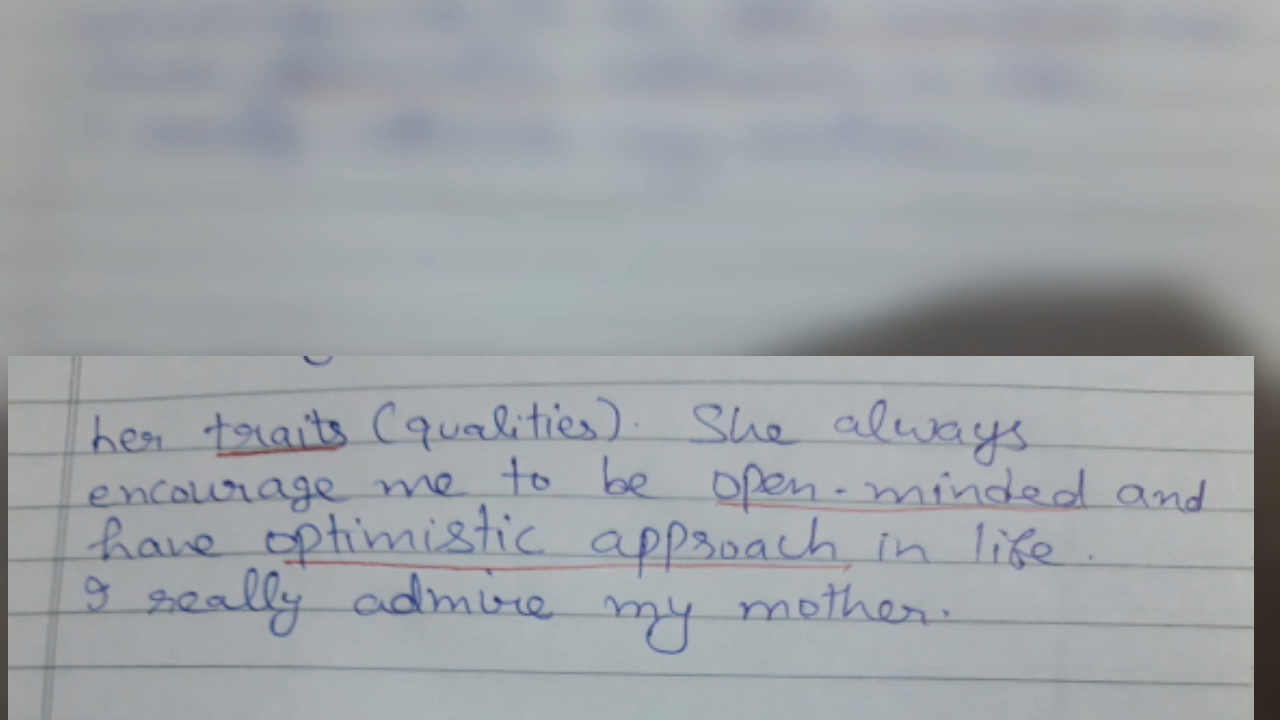 her traits (qualities). She always
encourage me to be open-minded and
have optimistic approach in life.
I really admire my mother.